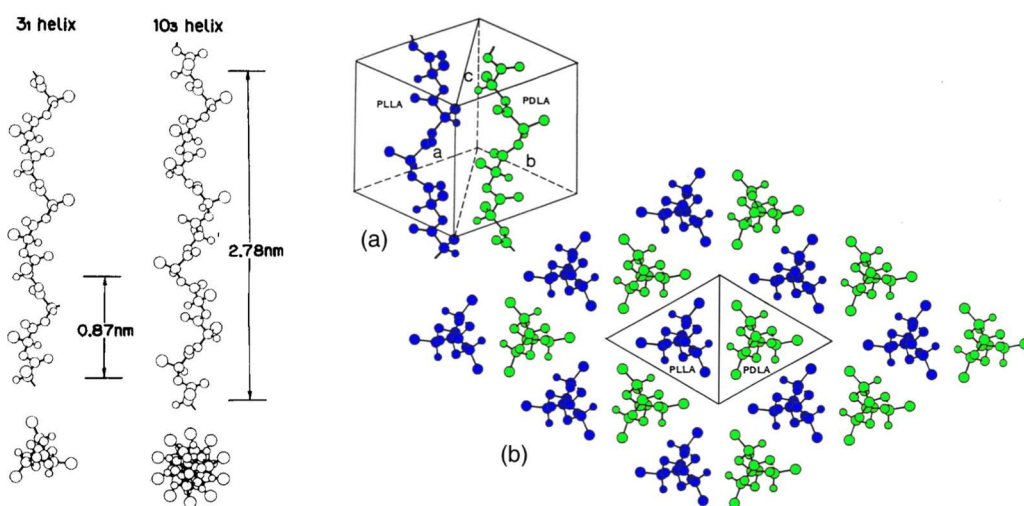 3₁ helix
10₃ helix
0.87nm
2.78nm
PLLA
PDLA
a
b
c
(a)
PLLA
PDLA
(b)